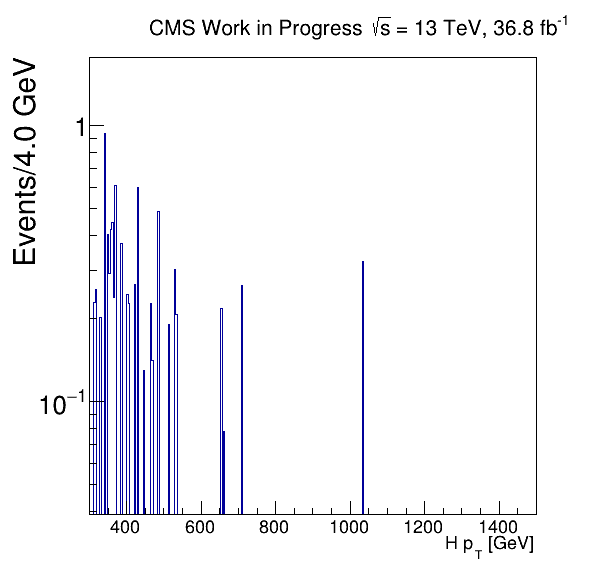 CMS Work in Progress √s = 13 TeV, 36.8 fb⁻¹
Events/4.0 GeV
1
10⁻¹
400 600 800 1000 1200 1400
H p_T [GeV]